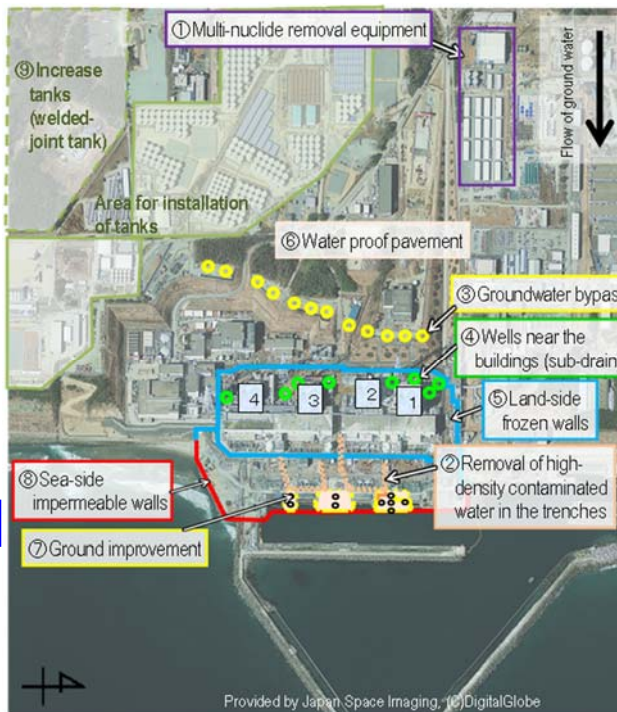 ①Multi-nuclide removal equipment
Flow of ground water
⑨Increase
tanks
(welded-
joint tank)
Area for installation
of tanks
⑥Water proof pavement
③Groundwater bypas
④Wells near the
buildings (sub-drain
⑤Land-side
frozen walls
4
3
2
1
②Removal of high-
density contaminated
water in the trenches
⑧Sea-side
impermeable walls
⑦Ground improvement
Provided by Japan Space Imaging, (C)DigitalGlobe